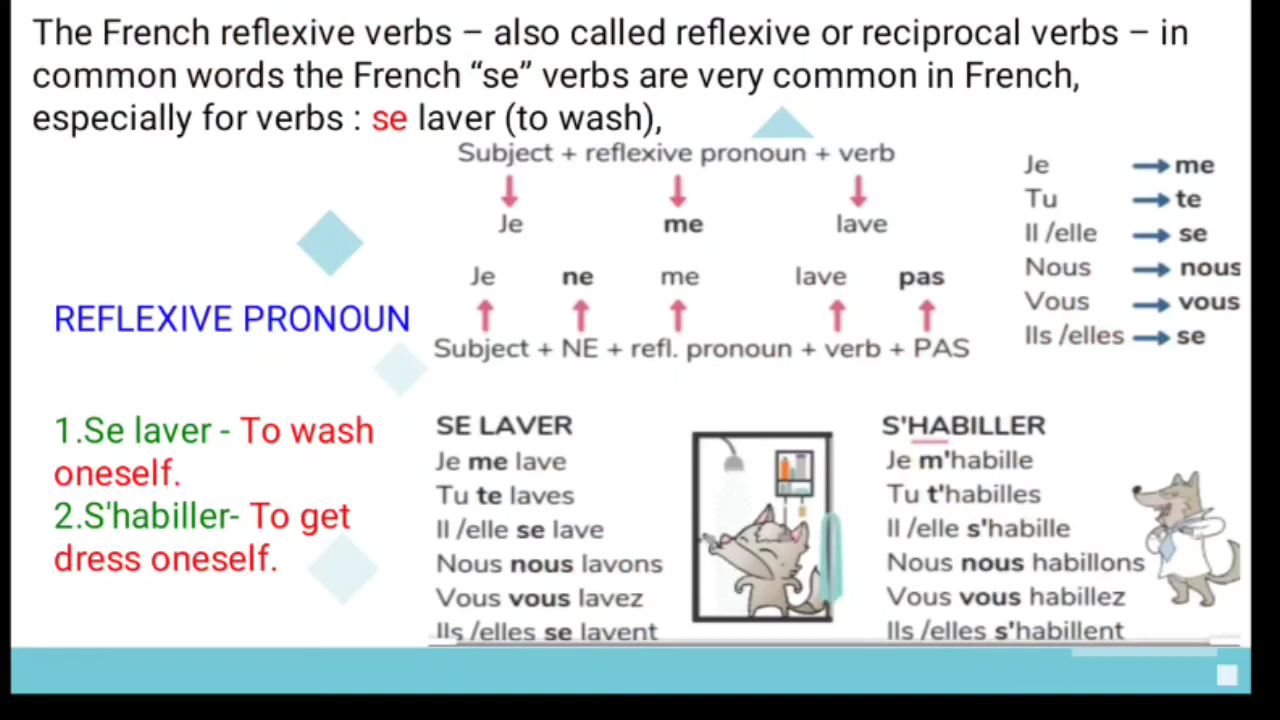 The French reflexive verbs – also called reflexive or reciprocal verbs – in
common words the French “se” verbs are very common in French,
especially for verbs : se laver (to wash),
Subject + reflexive pronoun + verb
Je me lave
Je ne me lave pas
Subject + NE + refl. pronoun + verb + PAS
Je me
Tu te
Il /elle se
Nous nous
Vous vous
Ils /elles se
REFLEXIVE PRONOUN
1.Se laver - To wash
oneself.
2.S'habiller- To get
dress oneself.
SE LAVER
Je me lave
Tu te laves
Il /elle se lave
Nous nous lavons
Vous vous lavez
Ils /elles se lavent
S'HABILLER
Je m'habille
Tu t'habilles
Il /elle s'habille
Nous nous habillons
Vous vous habillez
Ils /elles s'habillent